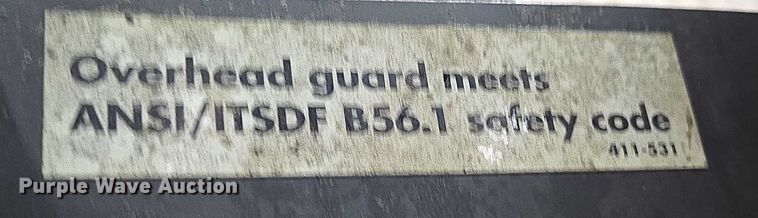 Overhead guard meets
ANSI/ITSDF B56.1 safety code
411-531
Purple Wave Auction